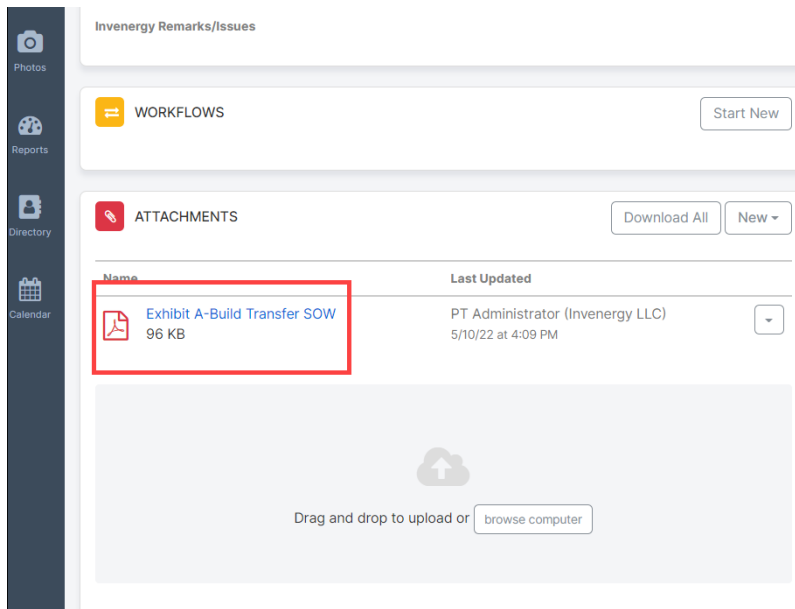 Photos
Reports
Directory
Calendar
Invenergy Remarks/Issues
WORKFLOWS
Start New
ATTACHMENTS
Download All
New
Name
Last Updated
Exhibit A-Build Transfer SOW
PT Administrator (Invenergy LLC)
96 KB
5/10/22 at 4:09 PM
Drag and drop to upload or browse computer